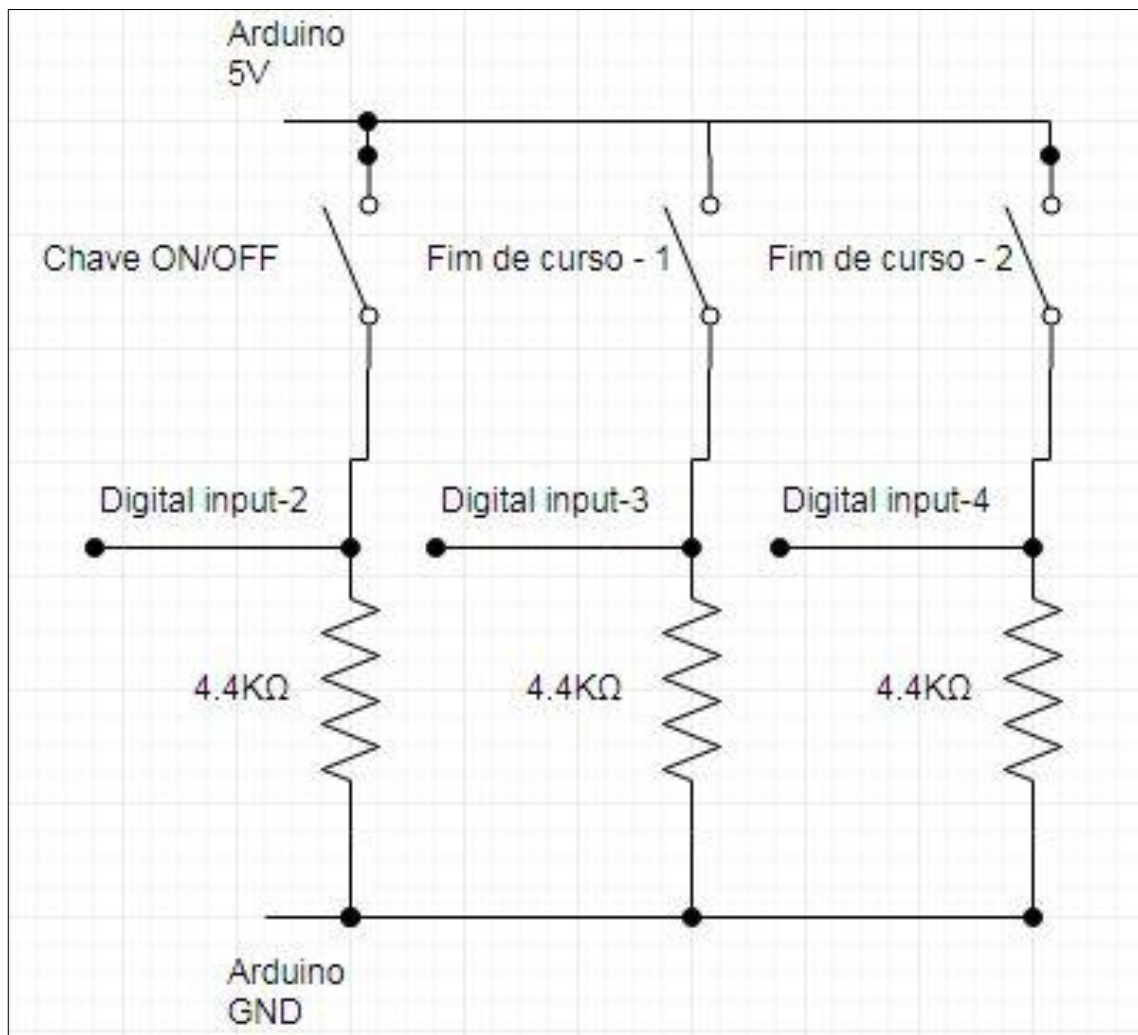 Arduino
5V
Chave ON/OFF
Fim de curso - 1
Fim de curso - 2
Digital input-2
Digital input-3
Digital input-4
4.4KΩ
4.4KΩ
4.4KΩ
Arduino
GND